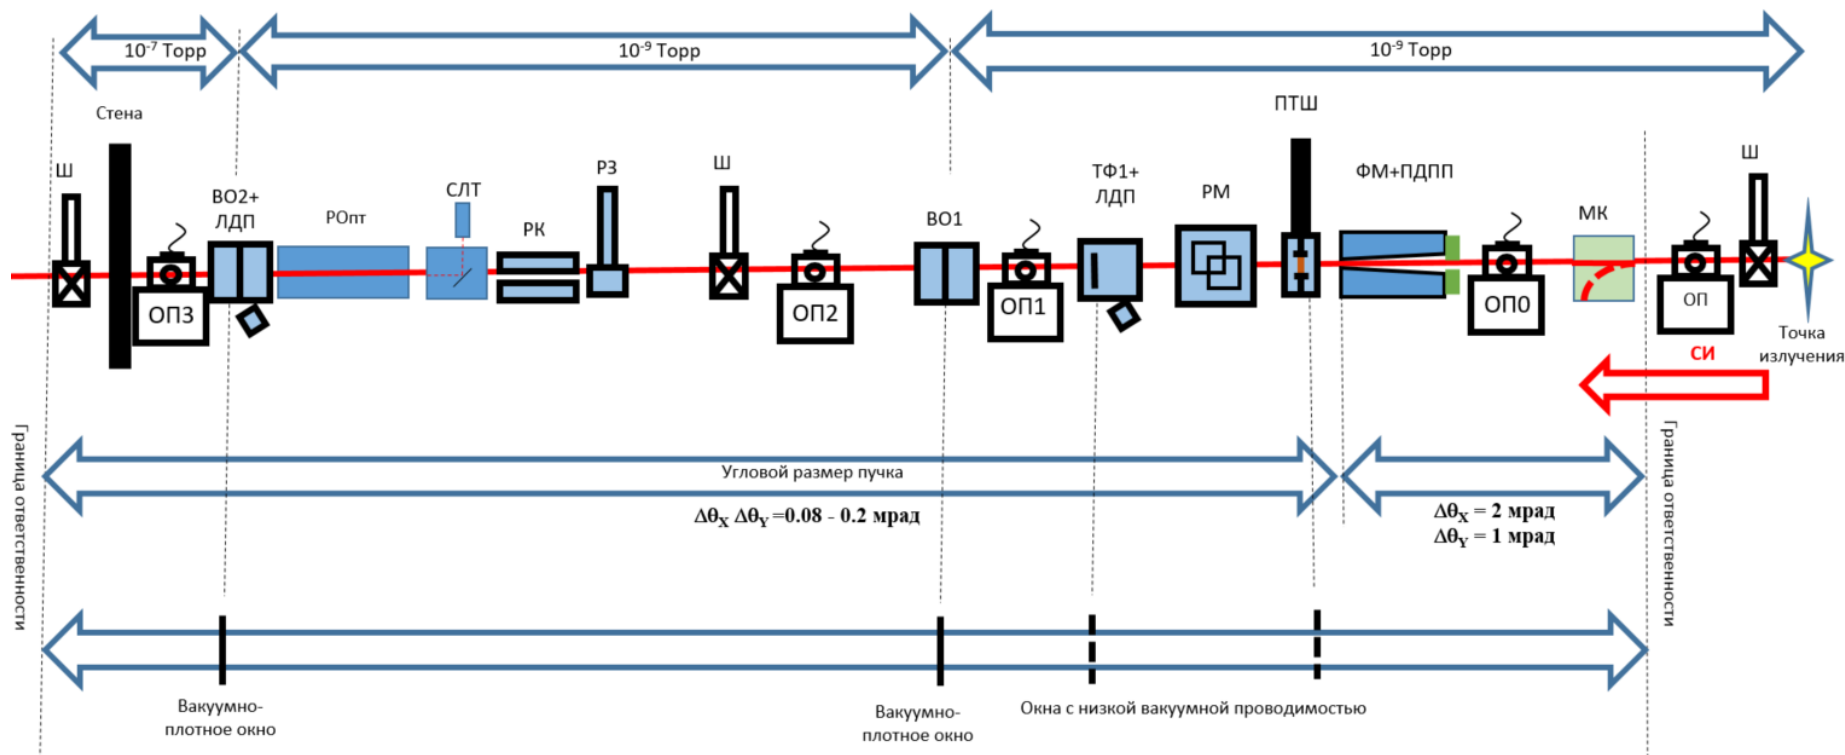 10-7 Торр
10-9 Торр
10-9 Торр
Стена
ПТШ
Ш
ВО2+
ЛДП
РОпт
СЛТ
РК
РЗ
Ш
ВО1
ТФ1+
ЛДП
РМ
ФМ+ПДПП
МК
Ш
ОП3
ОП2
ОП1
ОП0
ОП
Точка
излучения
СИ
Граница ответственности
Угловой размер пучка
ΔθX ΔθY =0.08 - 0.2 мрад
ΔθX = 2 мрад
ΔθY = 1 мрад
Граница ответственности
Вакуумно-
плотное окно
Вакуумно-
плотное окно
Окна с низкой вакуумной проводимостью